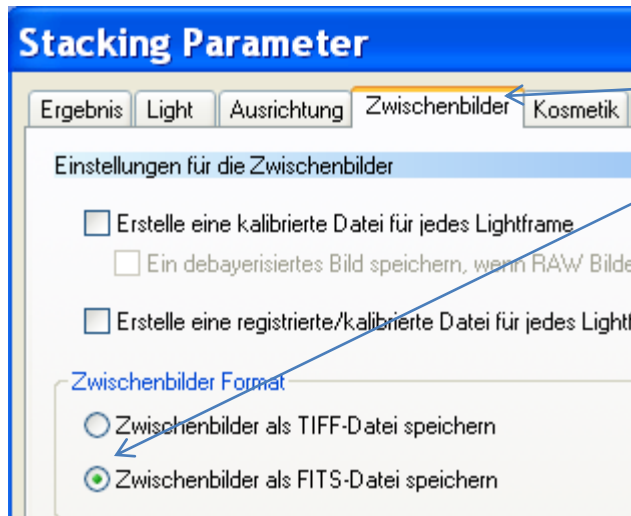 Stacking Parameter
Ergebnis Light Ausrichtung Zwischenbilder Kosmetik
Einstellungen für die Zwischenbilder
Erstelle eine kalibrierte Datei für jedes Lightframe
Ein debayerisiertes Bild speichern, wenn RAW Bilde
Erstelle eine registrierte/kalibrierte Datei für jedes Light
Zwischenbilder Format
Zwischenbilder als TIFF-Datei speichern
Zwischenbilder als FITS-Datei speichern